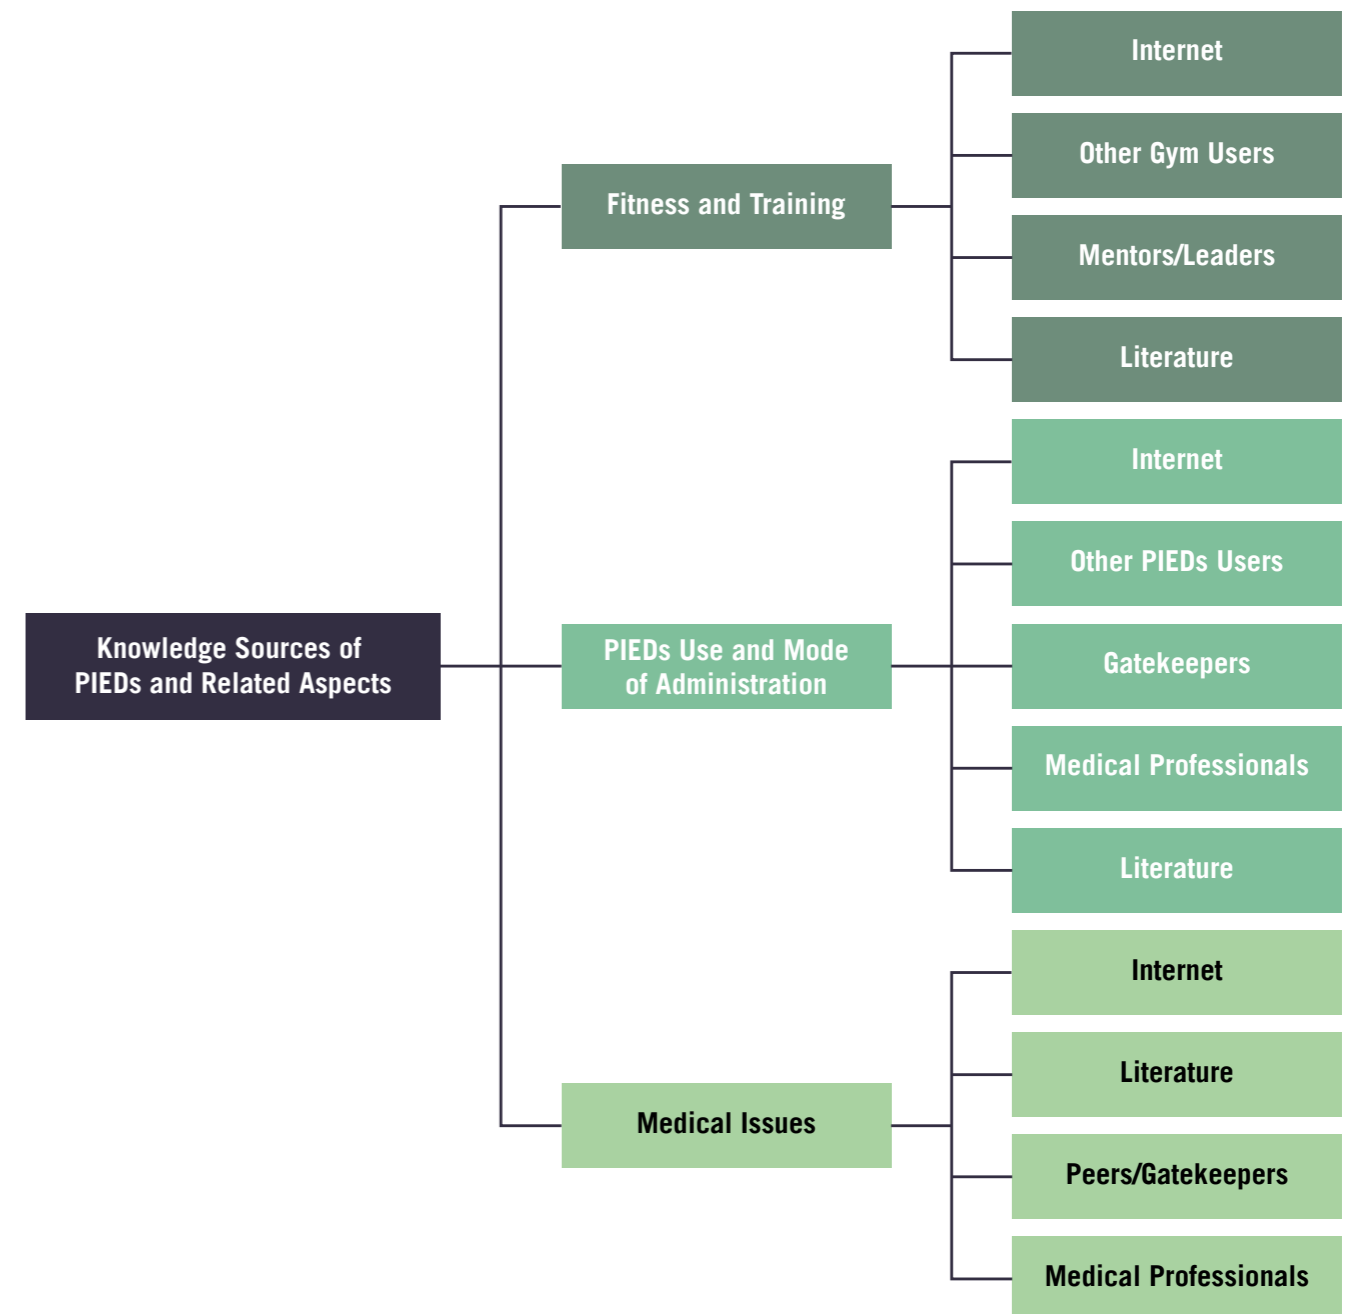 Knowledge Sources of
PIEDs and Related Aspects
Fitness and Training
Internet
Other Gym Users
Mentors/Leaders
Literature
PIEDs Use and Mode
of Administration
Internet
Other PIEDs Users
Gatekeepers
Medical Professionals
Literature
Medical Issues
Internet
Literature
Peers/Gatekeepers
Medical Professionals